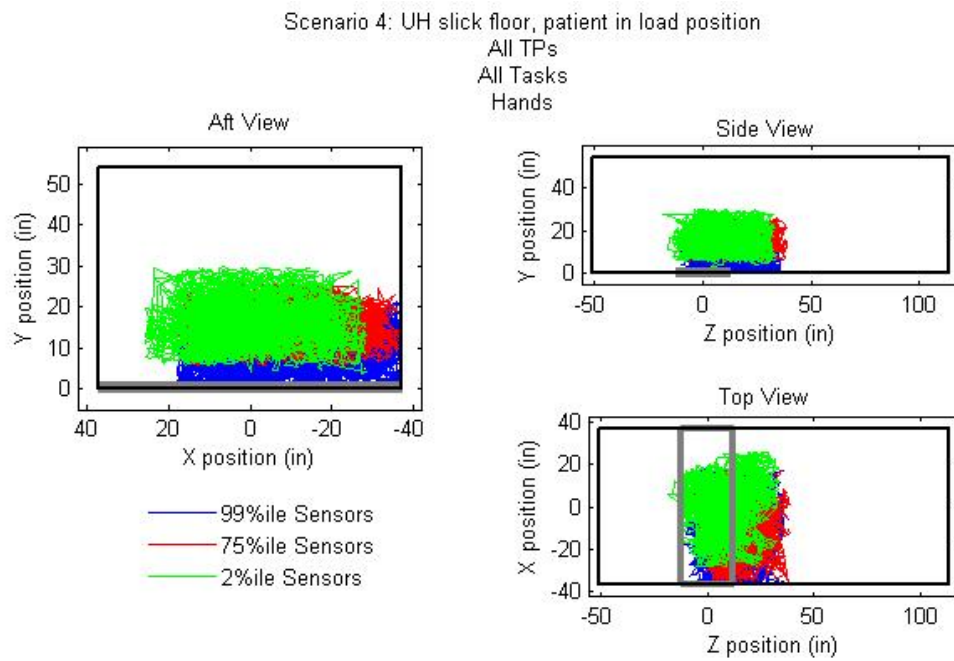 Scenario 4: UH slick floor, patient in load position
All TPs
All Tasks
Hands
Aft View
50
40
30
20
10
0
Y position (in)
40 20 0 -20 -40
X position (in)
99%ile Sensors
75%ile Sensors
2%ile Sensors
Side View
40
20
0
Y position (in)
-50 0 50 100
Z position (in)
Top View
40
20
0
-20
-40
X position (in)
-50 0 50 100
Z position (in)